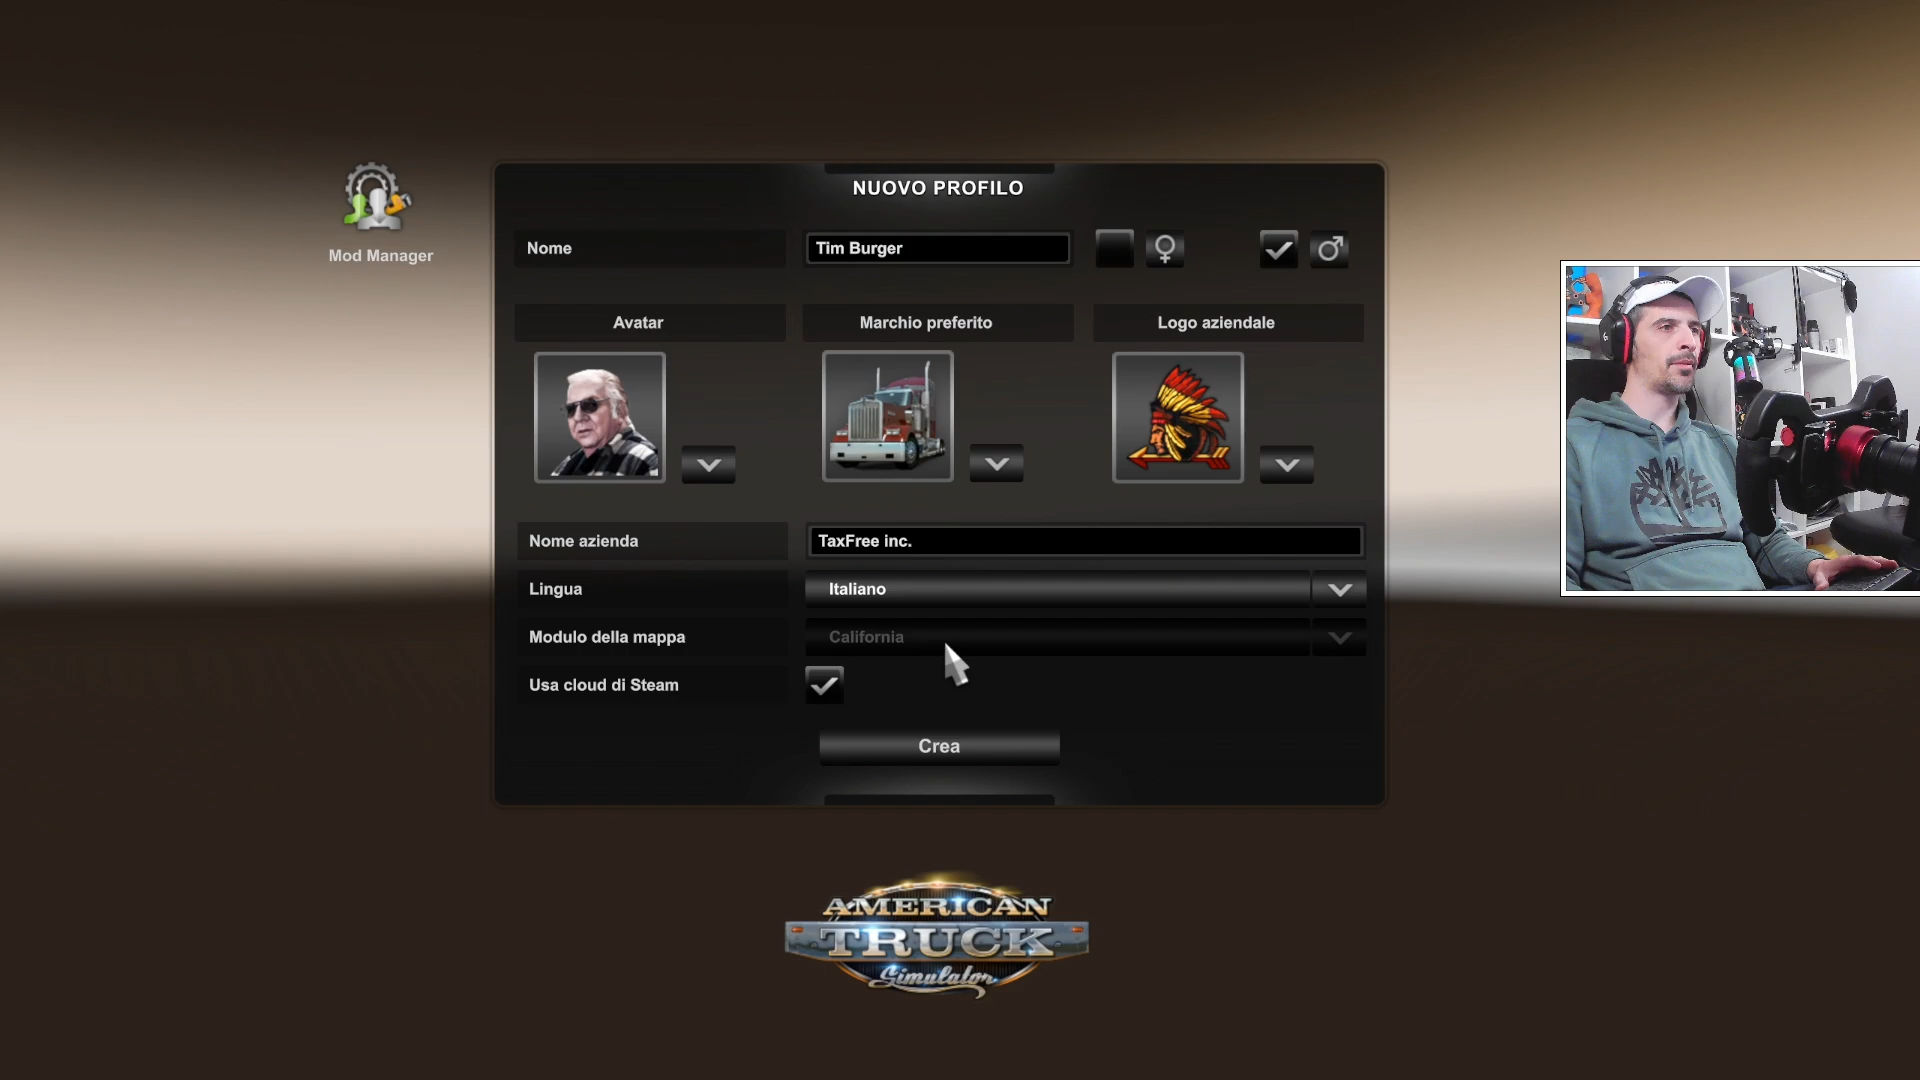 NUOVO PROFILO
Nome
Tim Burger
Mod Manager
Avatar
Marchio preferito
Logo aziendale
Nome azienda
TaxFree inc.
Lingua
Italiano
Modulo della mappa
California
Usa cloud di Steam
Crea
AMERICAN
TRUCK
Simulator